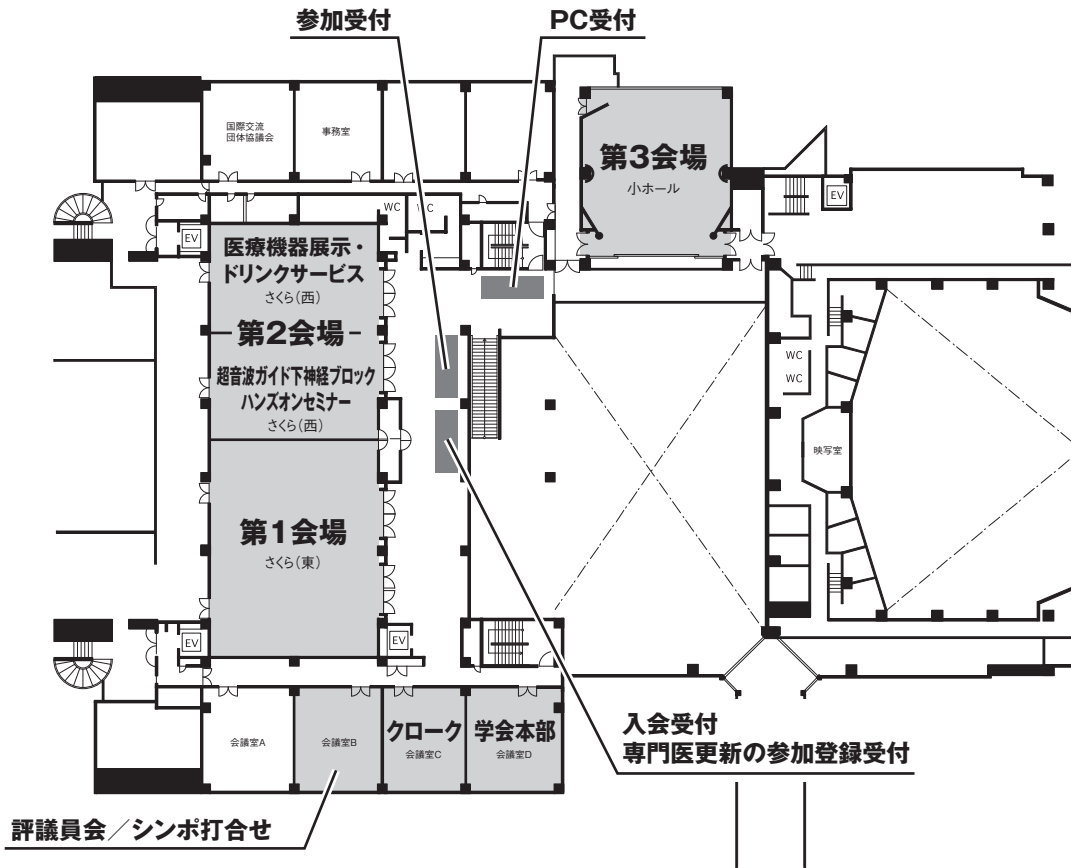 参加受付
PC受付
国際交流
団体協議会
事務室
第3会場
小ホール
EV
WC
WC
EV
医療機器展示・
ドリンクサービス
さくら(西)
第2会場
超音波ガイド下神経ブロック
ハンズオンセミナー
さくら(西)
WC
WC
映写室
第1会場
さくら(東)
EV
EV
会議室A
会議室B
クローク
会議室C
学会本部
会議室D
入会受付
専門医更新の参加登録受付
評議員会/シンポ打合せ